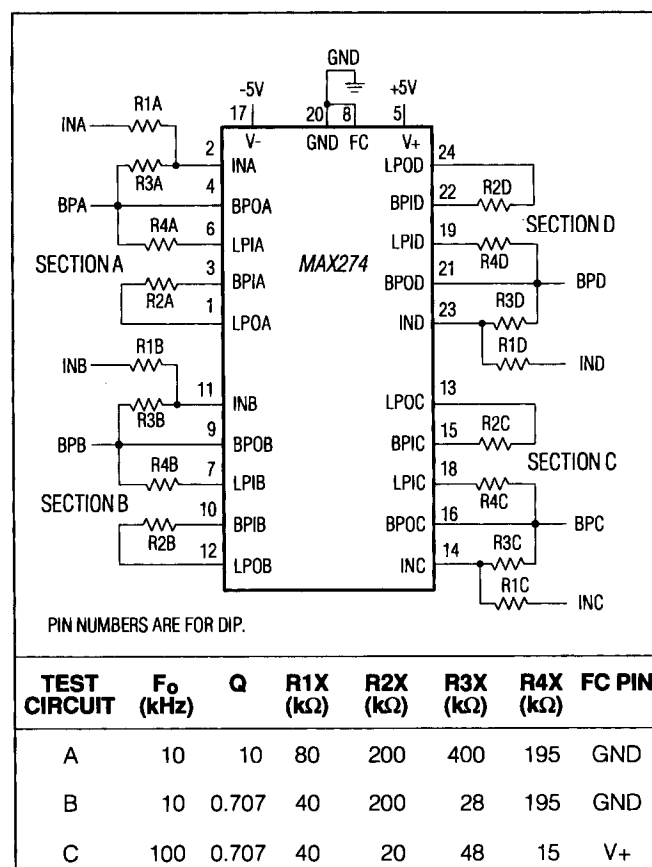 GND
-5V
+5V
17
20
8
5
V-
GND
FC
V+
INA
R1A
2
INA
R3A
4
BPA
BPOA
R4A
6
LPIA
SECTION A
3
BPIA
R2A
1
LPOA
INB
R1B
11
INB
R3B
9
BPB
BPOB
R4B
7
LPIB
SECTION B
10
BPIB
R2B
12
LPOB
MAX274
LPOD
24
BPID
22
R2D
SECTION D
LPID
19
R4D
BPOD
21
BPD
R3D
IND
23
R1D
IND
LPOC
13
BPIC
15
R2C
SECTION C
LPIC
18
R4C
BPOC
16
BPC
R3C
INC
14
R1C
INC
PIN NUMBERS ARE FOR DIP.
TEST CIRCUIT Fo (kHz) Q R1X (kΩ) R2X (kΩ) R3X (kΩ) R4X (kΩ) FC PIN
A 10 10 80 200 400 195 GND
B 10 0.707 40 200 28 195 GND
C 100 0.707 40 20 48 15 V+